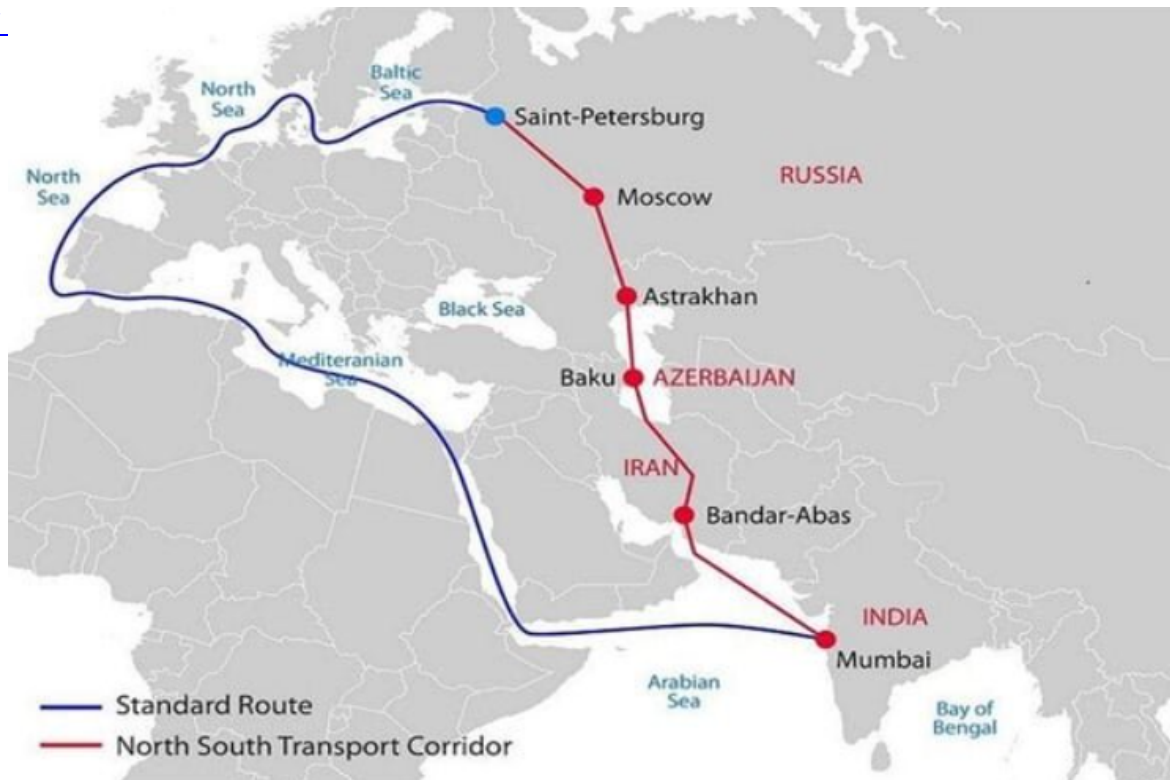 Baltic
Sea
North
Sea
Saint-Petersburg
North
Sea
RUSSIA
Moscow
Astrakhan
Black Sea
Mediteranian
Sea
Baku
AZERBAIJAN
IRAN
Bandar-Abas
INDIA
Mumbai
Arabian
Sea
Bay of
Bengal
Standard Route
North South Transport Corridor